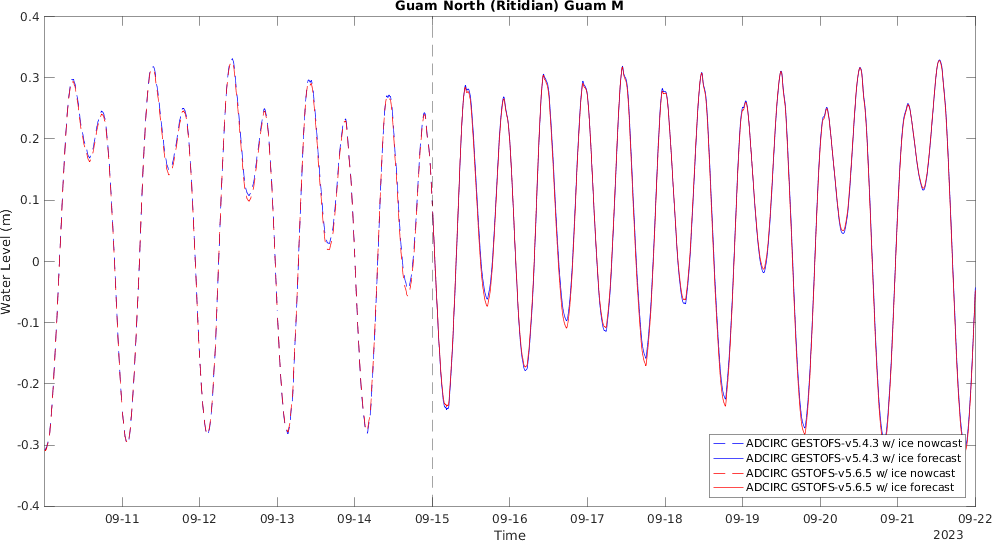 Guam North (Ritidian) Guam M
0.4
0.3
0.2
0.1
0
-0.1
-0.2
-0.3
-0.4
Water Level (m)
ADCIRC GESTOFS-v5.4.3 w/ ice nowcast
ADCIRC GESTOFS-v5.4.3 w/ ice forecast
ADCIRC GSTOFS-v5.6.5 w/ ice nowcast
ADCIRC GSTOFS-v5.6.5 w/ ice forecast
09-11 09-12 09-13 09-14 09-15 09-16 09-17 09-18 09-19 09-20 09-21 09-22
Time
2023